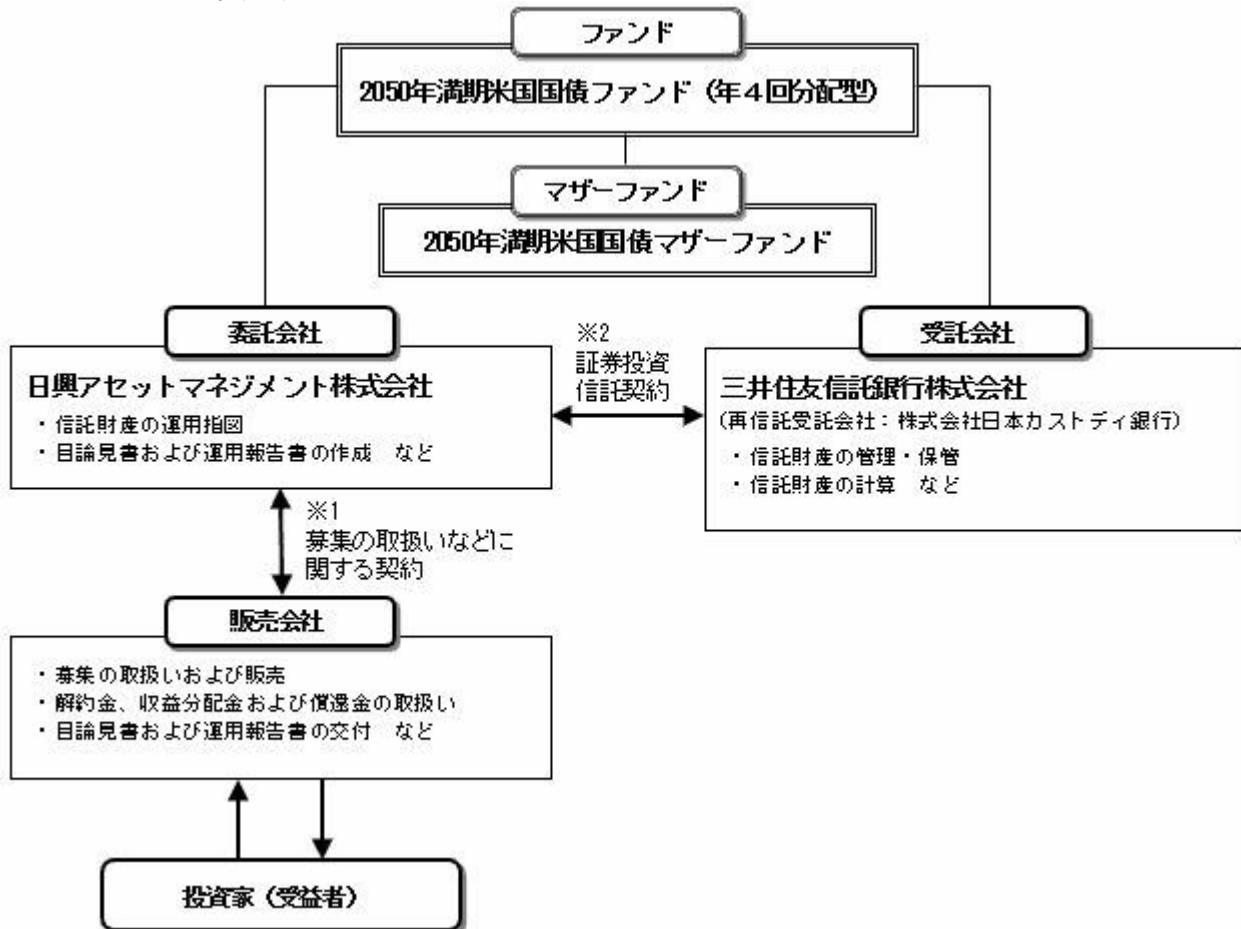 ファンド
2050年満期米国国債ファンド（年４回分配型）
マザーファンド
2050年満期米国国債マザーファンド
委託会社
日興アセットマネジメント株式会社
・信託財産の運用指図
・目論見書および運用報告書の作成　など
※2
証券投資
信託契約
受託会社
三井住友信託銀行株式会社
（再信託受託会社：株式会社日本カストディ銀行）
・信託財産の管理・保管
・信託財産の計算　など
※1
募集の取扱いなどに
関する契約
販売会社
・募集の取扱いおよび販売
・解約金、収益分配金および償還金の取扱い
・目論見書および運用報告書の交付　など
投資家（受益者）